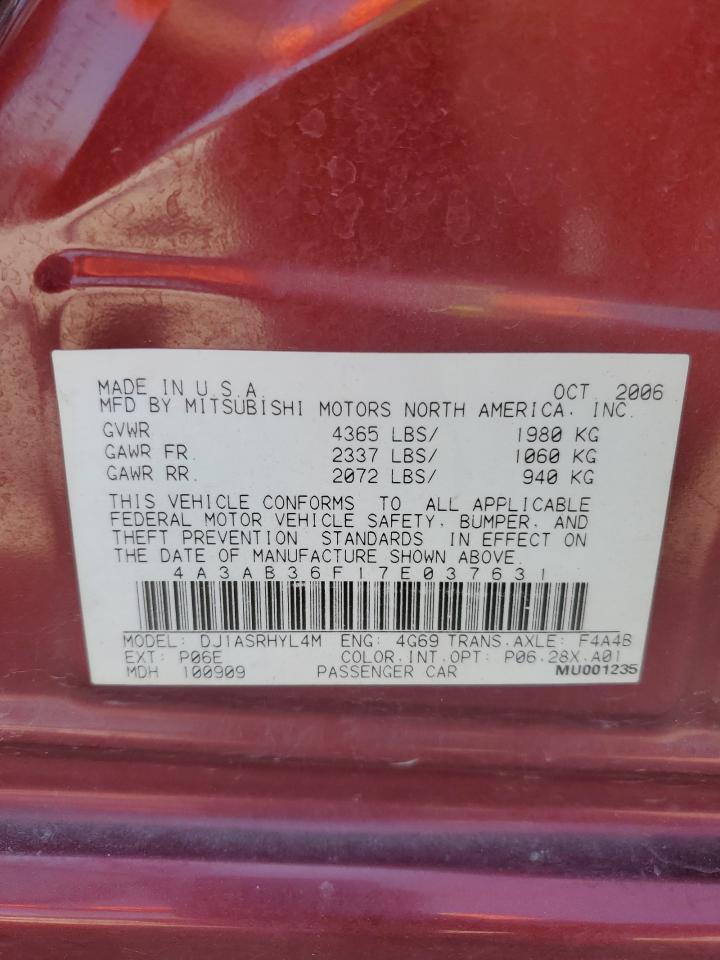 MADE IN U.S.A. OCT. 2006
MFD BY MITSUBISHI MOTORS NORTH AMERICA, INC.
GVWR 4365 LBS/ 1980 KG
GAWR FR. 2337 LBS/ 1060 KG
GAWR RR. 2072 LBS/ 940 KG
THIS VEHICLE CONFORMS TO ALL APPLICABLE
FEDERAL MOTOR VEHICLE SAFETY, BUMPER, AND
THEFT PREVENTION STANDARDS IN EFFECT ON
THE DATE OF MANUFACTURE SHOWN ABOVE.
4A3AB36F17E037631
MODEL: DJ1ASRHYL4M ENG: 4G69 TRANS.AXLE: F4A4B
EXT: P06E COLOR.INT.OPT: P06.28X.A01
MDH 100909 PASSENGER CAR MU001235